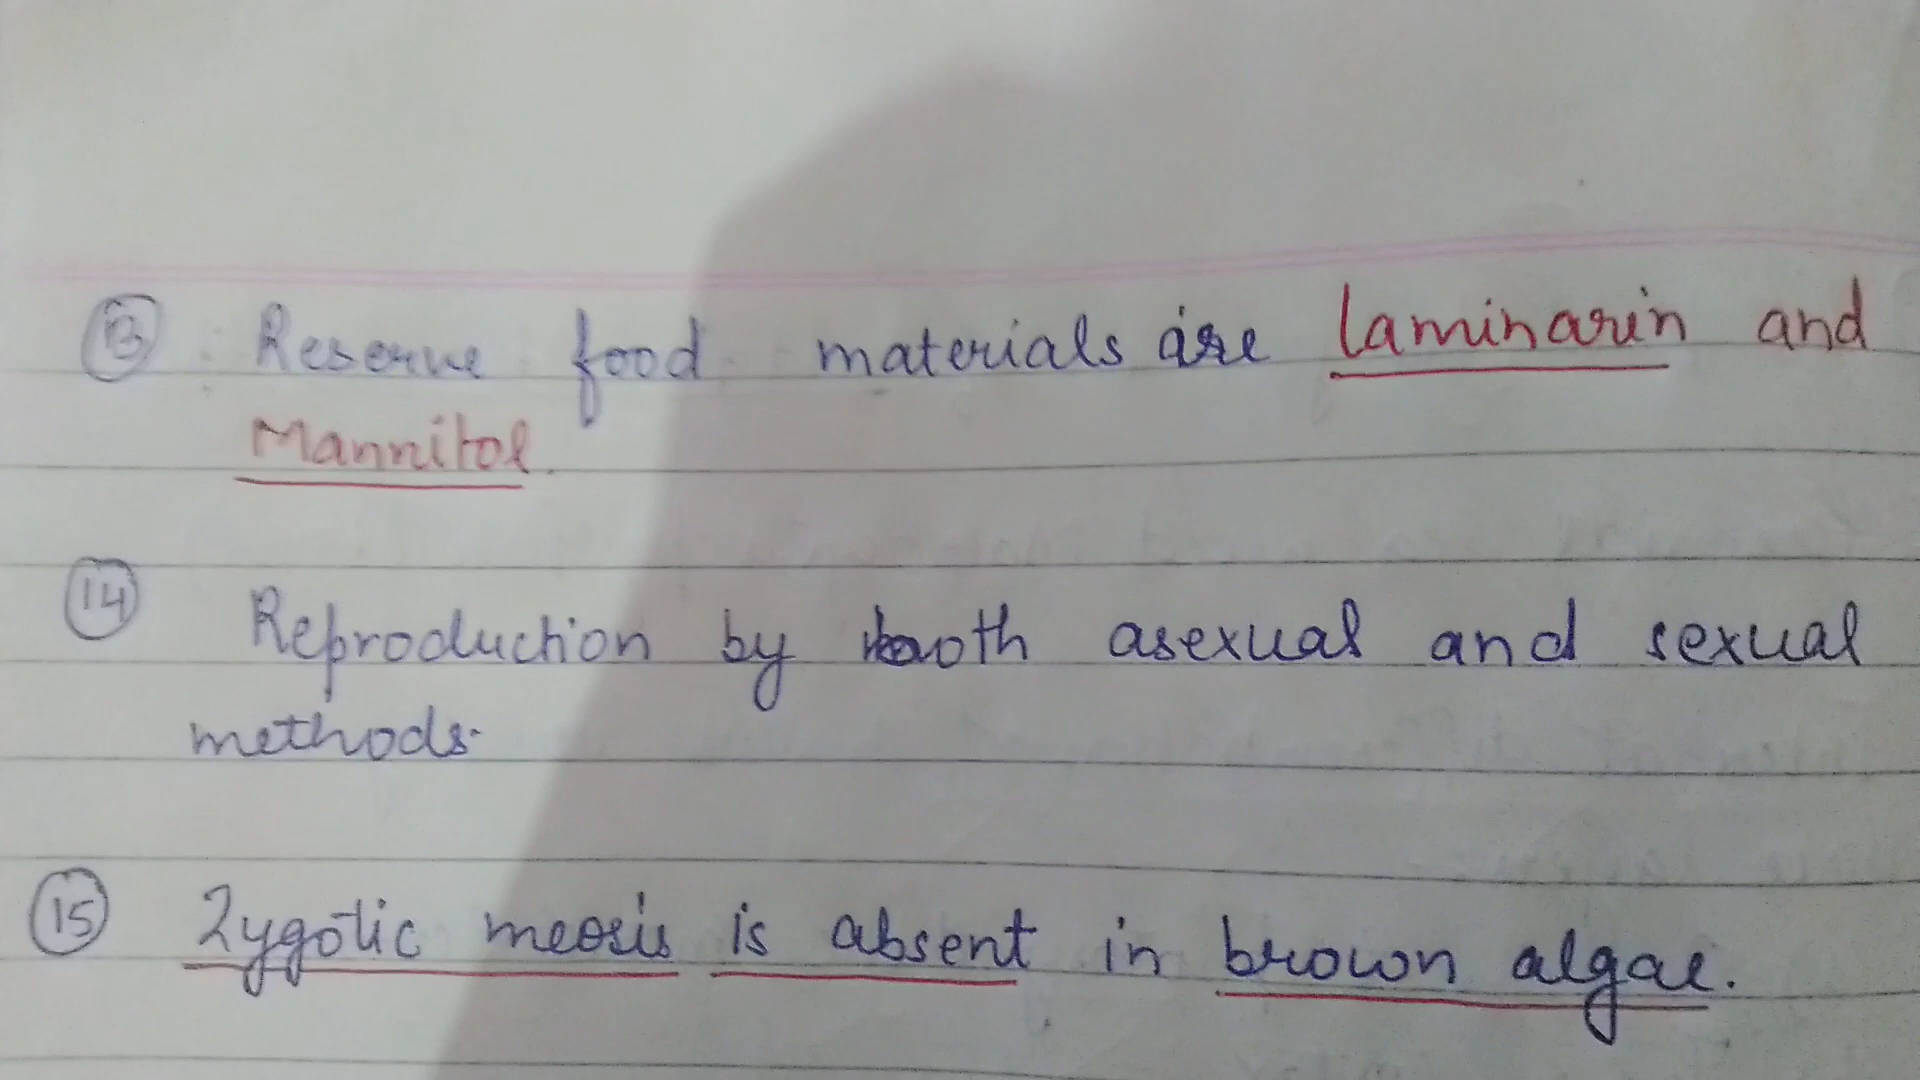 13 Reserve food materials are laminarin and
Mannitol.
14 Reproduction by both asexual and sexual
methods.
15 Zygotic meosis is absent in brown algae.